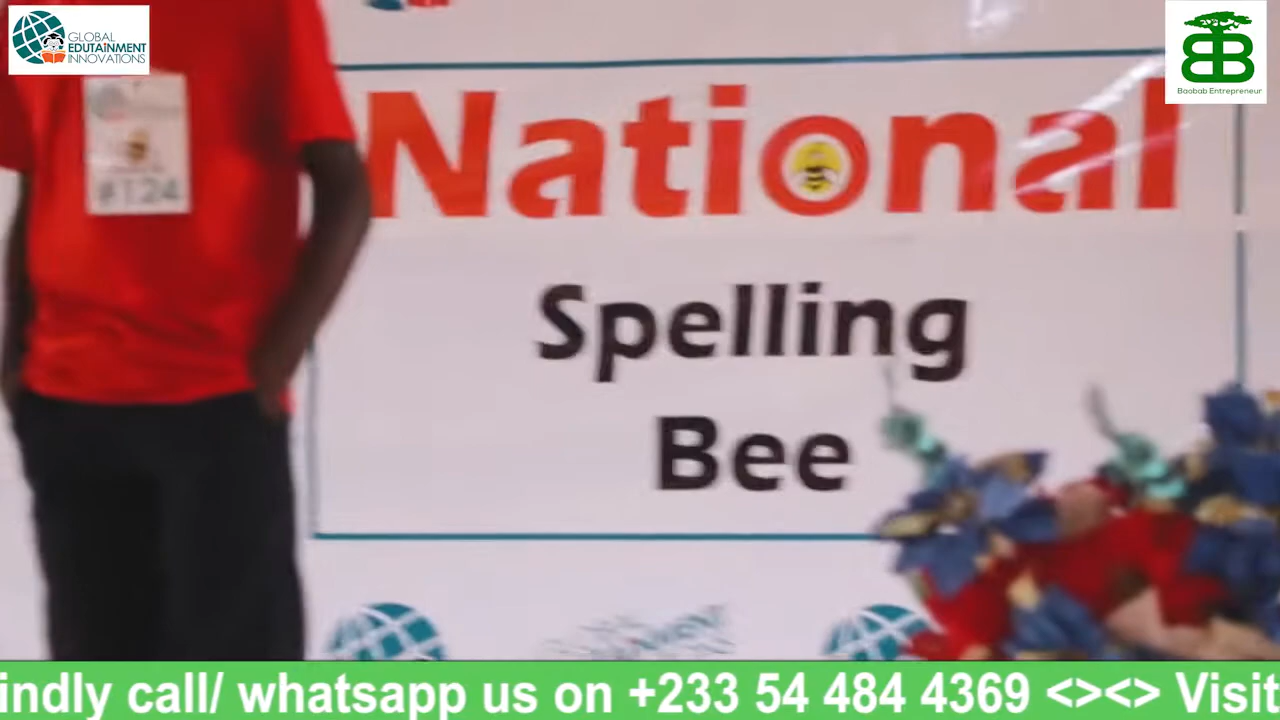 GLOBAL
EDUTAINMENT
INNOVATIONS
Baobab Entrepreneur
#124
National
Spelling
Bee
indly call/ whatsapp us on +233 54 484 4369 <><> Visit